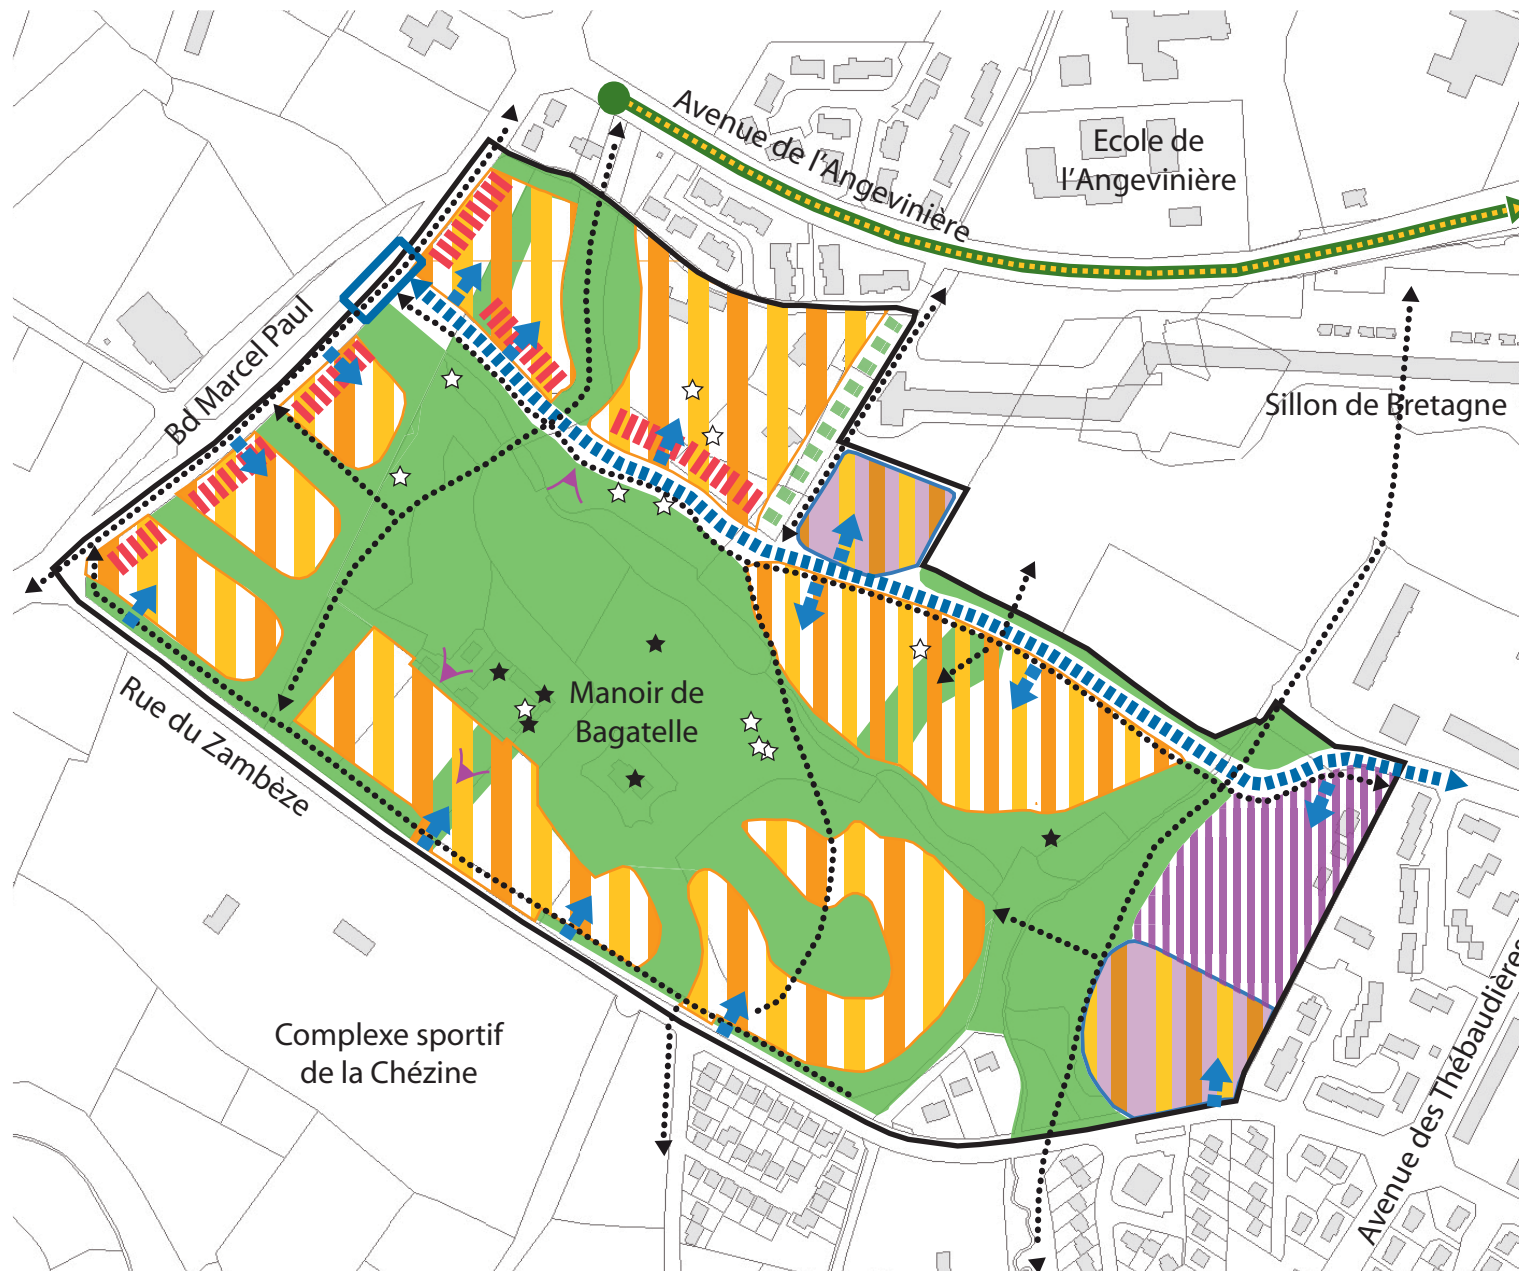 Avenue de l'Angevinière
Ecole de
l'Angevinière
Bd Marcel Paul
Sillon de Bretagne
Manoir de
Bagatelle
Rue du Zambèze
Complexe sportif
de la Chézine
Avenue des Thébaudières